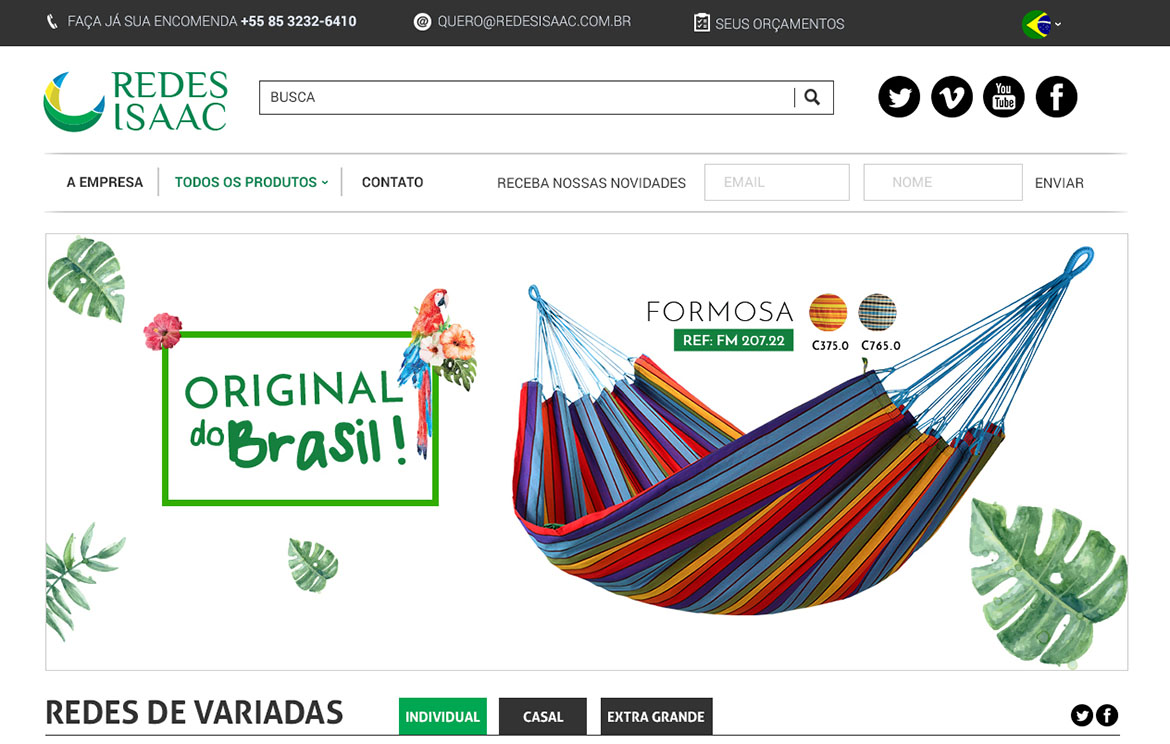 FAÇA JÁ SUA ENCOMENDA +55 85 3232-6410
QUERO@REDESISAAC.COM.BR
SEUS ORÇAMENTOS
REDES
ISAAC
BUSCA
You
Tube
A EMPRESA
TODOS OS PRODUTOS
CONTATO
RECEBA NOSSAS NOVIDADES
EMAIL
NOME
ENVIAR
ORIGINAL
do Brasil!
FORMOSA
REF: FM 207.22
C375.0
C765.0
REDES DE VARIADAS
INDIVIDUAL
CASAL
EXTRA GRANDE